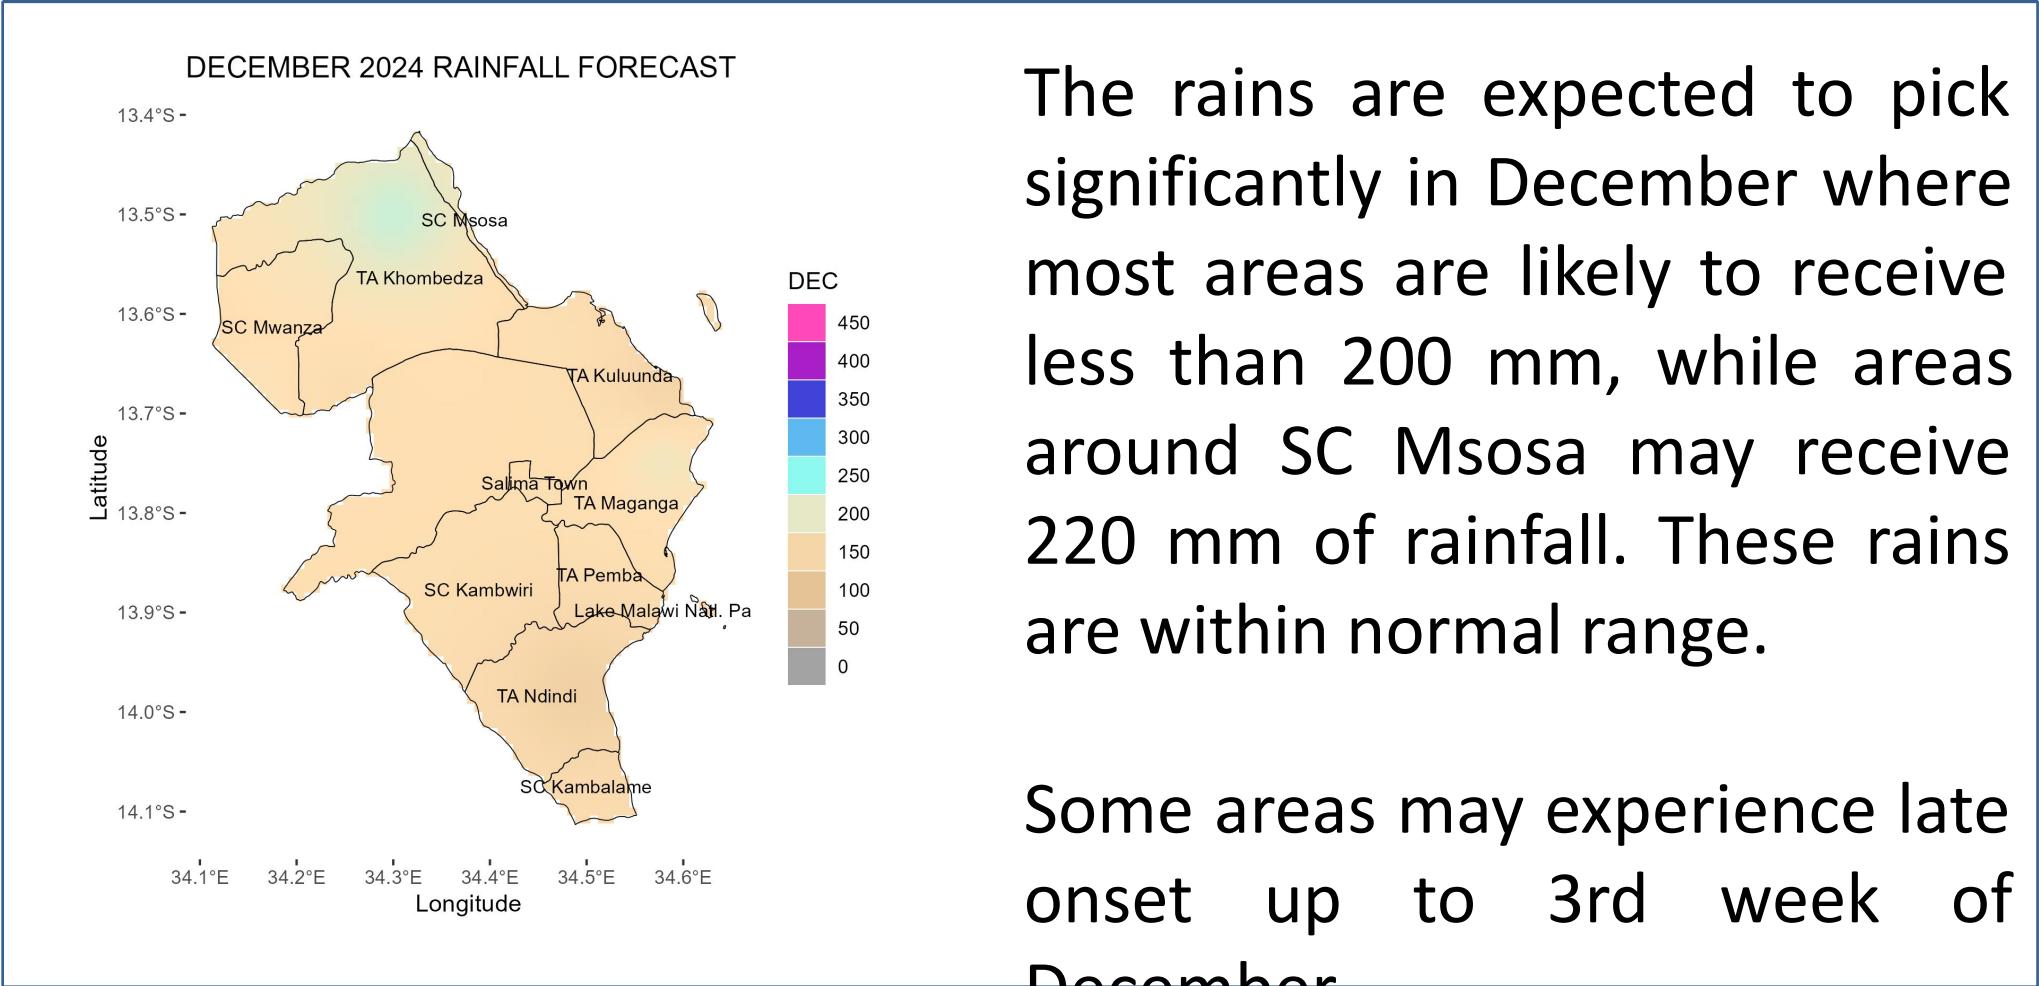 DECEMBER 2024 RAINFALL FORECAST
13.4°S
13.5°S
13.6°S
13.7°S
13.8°S
13.9°S
14.0°S
14.1°S
Latitude
SC Msosa
TA Khombedza
SC Mwanza
TA Kuluunda
Salima Town
TA Maganga
TA Pemba
SC Kambwiri
Lake Malawi Natl. Pa
TA Ndindi
SC Kambalame
34.1°E 34.2°E 34.3°E 34.4°E 34.5°E 34.6°E
Longitude
DEC
450
400
350
300
250
200
150
100
50
0
The rains are expected to pick
significantly in December where
most areas are likely to receive
less than 200 mm, while areas
around SC Msosa may receive
220 mm of rainfall. These rains
are within normal range.
Some areas may experience late
onset up to 3rd week of
December